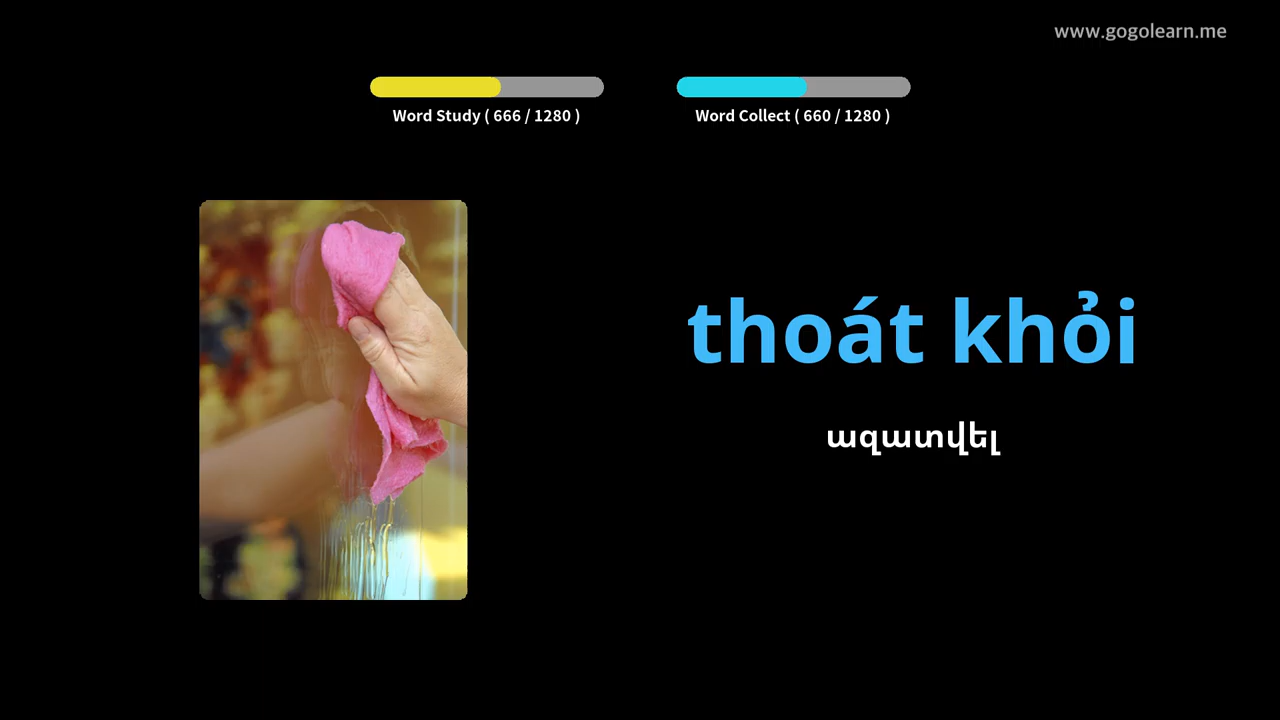 www.gogolearn.me
Word Study ( 666 / 1280 )
Word Collect ( 660 / 1280 )
thoát khỏi
ազատվել